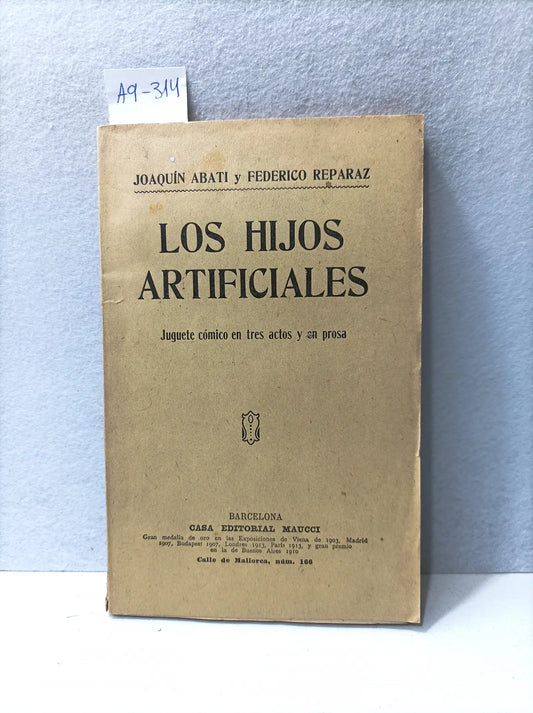 A9-314
JOAQUÍN ABATI y FEDERICO REPARAZ
LOS HIJOS
ARTIFICIALES
Juguete cómico en tres actos y en prosa
BARCELONA
CASA EDITORIAL MAUCCI
Gran medalla de oro en las Exposiciones de Viena de 1903, Madrid
1907, Budapest 1907, Londres 1913, París 1913, y gran premio
en la de Buenos Aires 1910
Calle de Mallorca, núm. 166